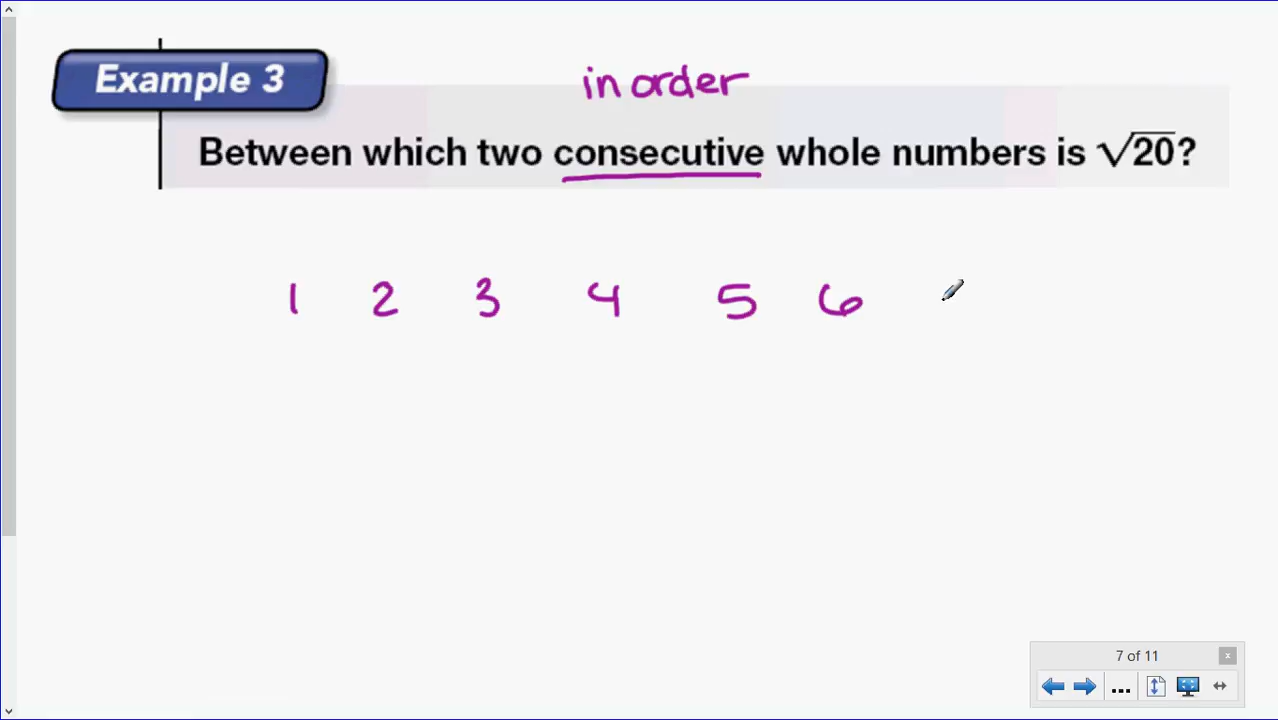 Example 3
in order
Between which two consecutive whole numbers is √20?
1 2 3 4 5 6
7 of 11